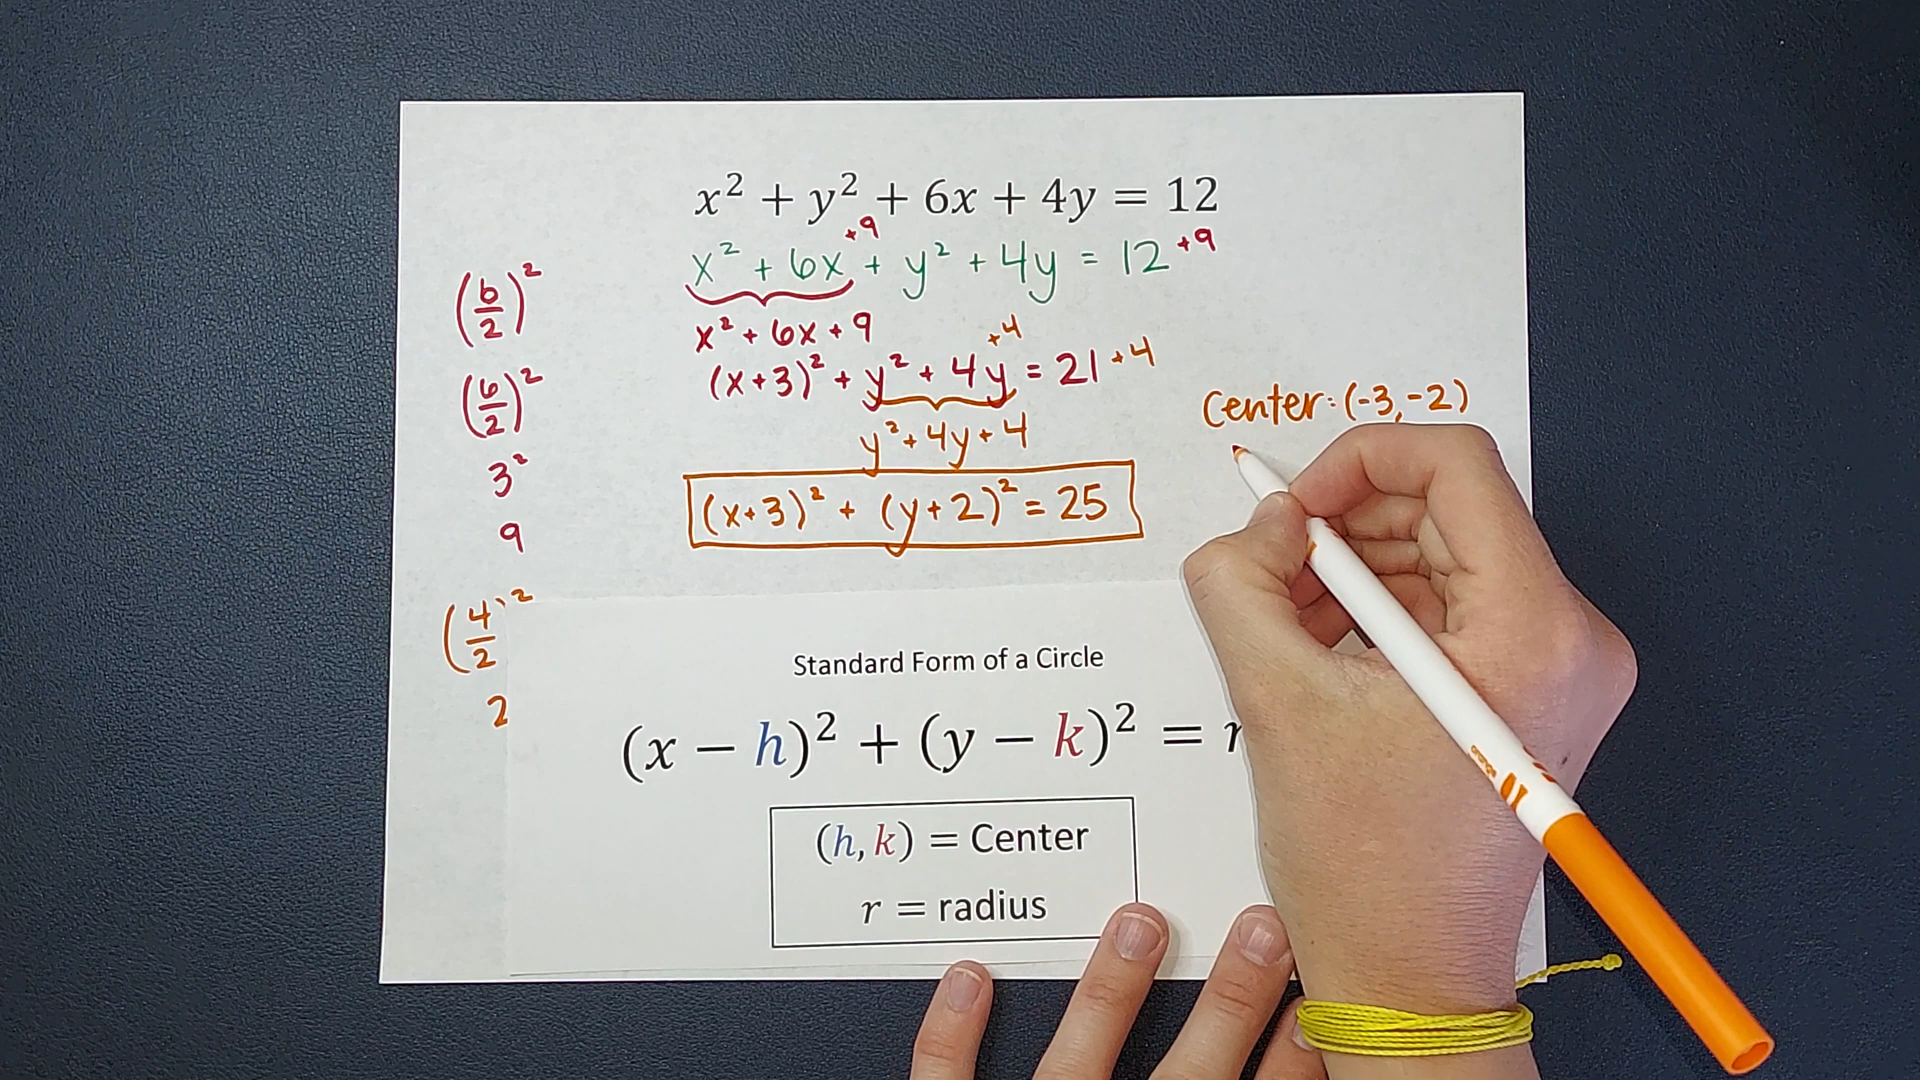 x² + y² + 6x + 4y = 12
+9
x² + 6x + y² + 4y = 12 +9
x² + 6x + 9
+4
(x+3)² + y² + 4y = 21 +4
y² + 4y + 4
(x+3)² + (y+2)² = 25
(b/2)²
(6/2)²
3²
9
(4/2)²
2
Center: (-3,-2)
Standard Form of a Circle
(x − h)² + (y − k)² =
(h, k) = Center
r = radius
orange